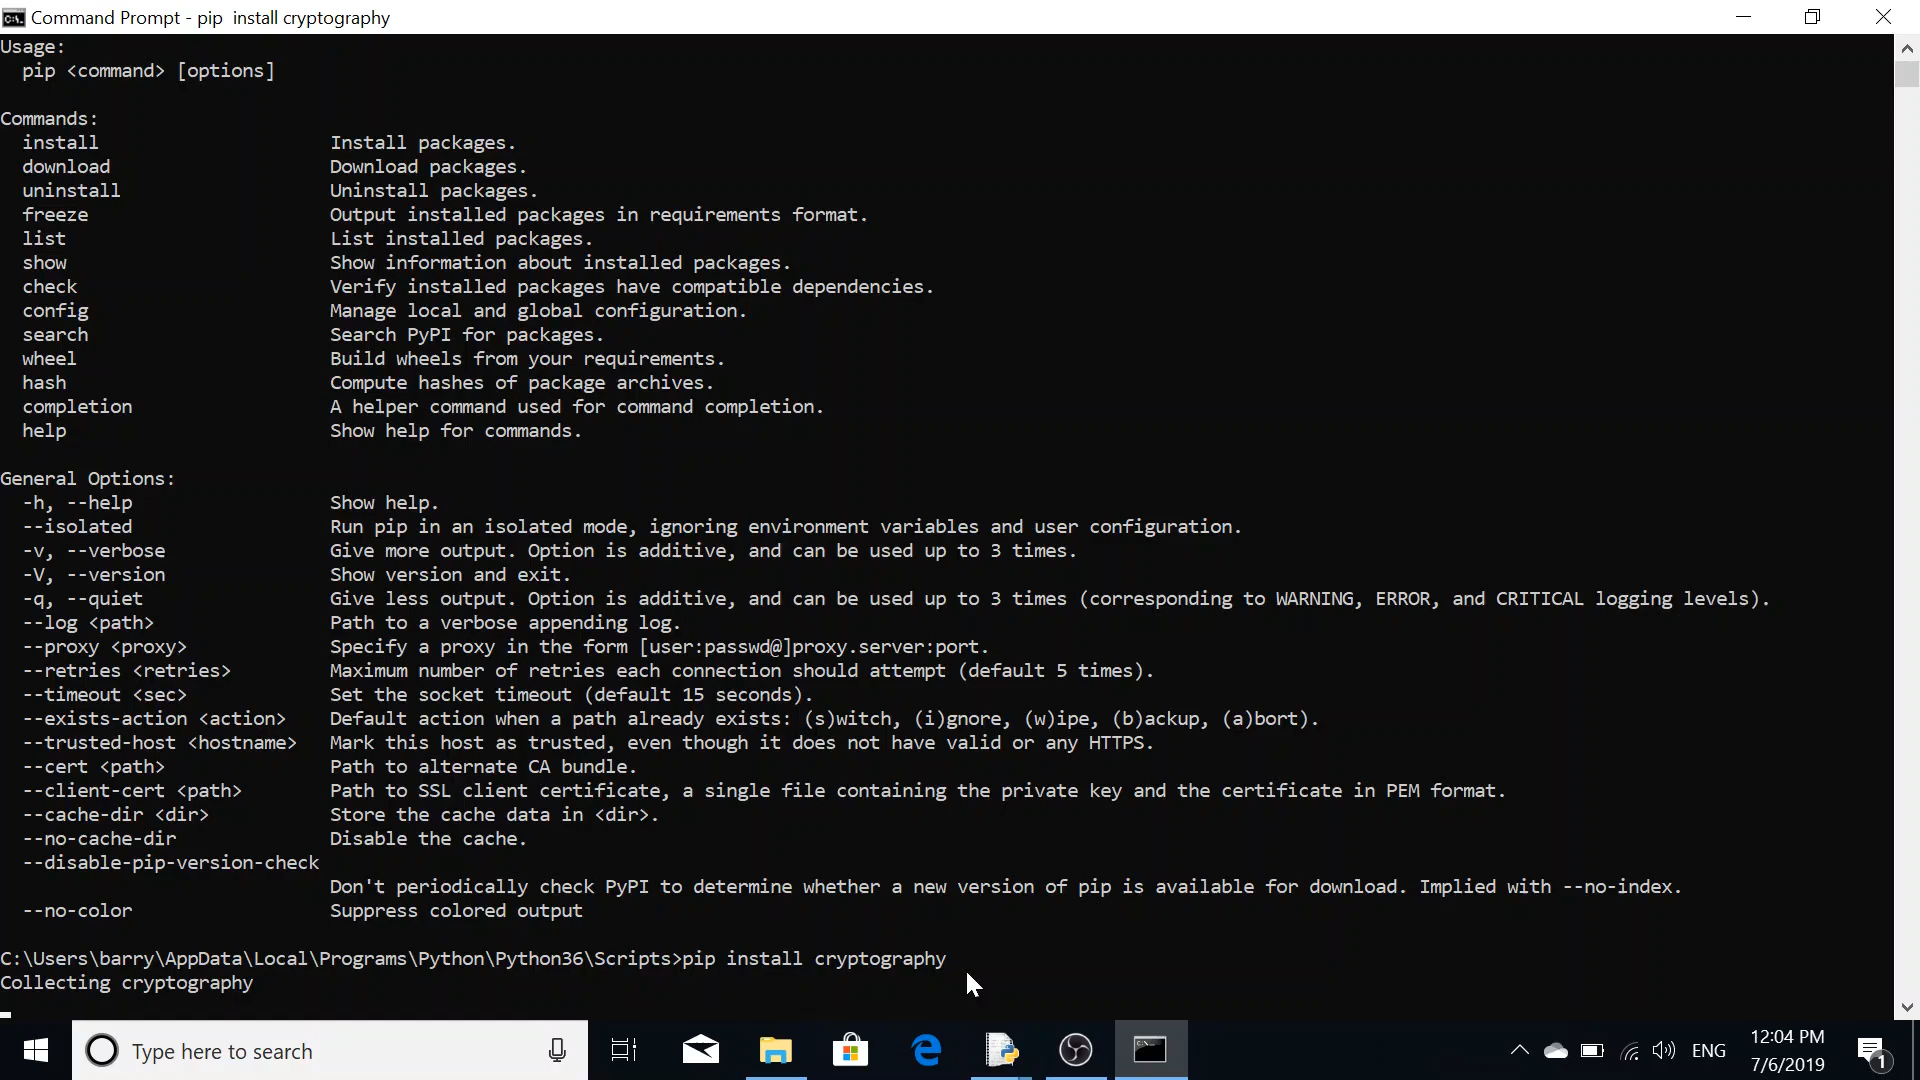 Command Prompt - pip  install cryptography
Usage:
  pip <command> [options]

Commands:
  install                     Install packages.
  download                    Download packages.
  uninstall                   Uninstall packages.
  freeze                      Output installed packages in requirements format.
  list                        List installed packages.
  show                        Show information about installed packages.
  check                       Verify installed packages have compatible dependencies.
  config                      Manage local and global configuration.
  search                      Search PyPI for packages.
  wheel                       Build wheels from your requirements.
  hash                        Compute hashes of package archives.
  completion                  A helper command used for command completion.
  help                        Show help for commands.

General Options:
  -h, --help                  Show help.
  --isolated                  Run pip in an isolated mode, ignoring environment variables and user configuration.
  -v, --verbose               Give more output. Option is additive, and can be used up to 3 times.
  -V, --version               Show version and exit.
  -q, --quiet                 Give less output. Option is additive, and can be used up to 3 times (corresponding to WARNING, ERROR, and CRITICAL logging levels).
  --log <path>                Path to a verbose appending log.
  --proxy <proxy>             Specify a proxy in the form [user:passwd@]proxy.server:port.
  --retries <retries>         Maximum number of retries each connection should attempt (default 5 times).
  --timeout <sec>             Set the socket timeout (default 15 seconds).
  --exists-action <action>    Default action when a path already exists: (s)witch, (i)gnore, (w)ipe, (b)ackup, (a)bort).
  --trusted-host <hostname>   Mark this host as trusted, even though it does not have valid or any HTTPS.
  --cert <path>               Path to alternate CA bundle.
  --client-cert <path>        Path to SSL client certificate, a single file containing the private key and the certificate in PEM format.
  --cache-dir <dir>           Store the cache data in <dir>.
  --no-cache-dir              Disable the cache.
  --disable-pip-version-check
                              Don't periodically check PyPI to determine whether a new version of pip is available for download. Implied with --no-index.
  --no-color                  Suppress colored output

C:\Users\barry\AppData\Local\Programs\Python\Python36\Scripts>pip install cryptography
Collecting cryptography
Type here to search
ENG
12:04 PM
7/6/2019
1